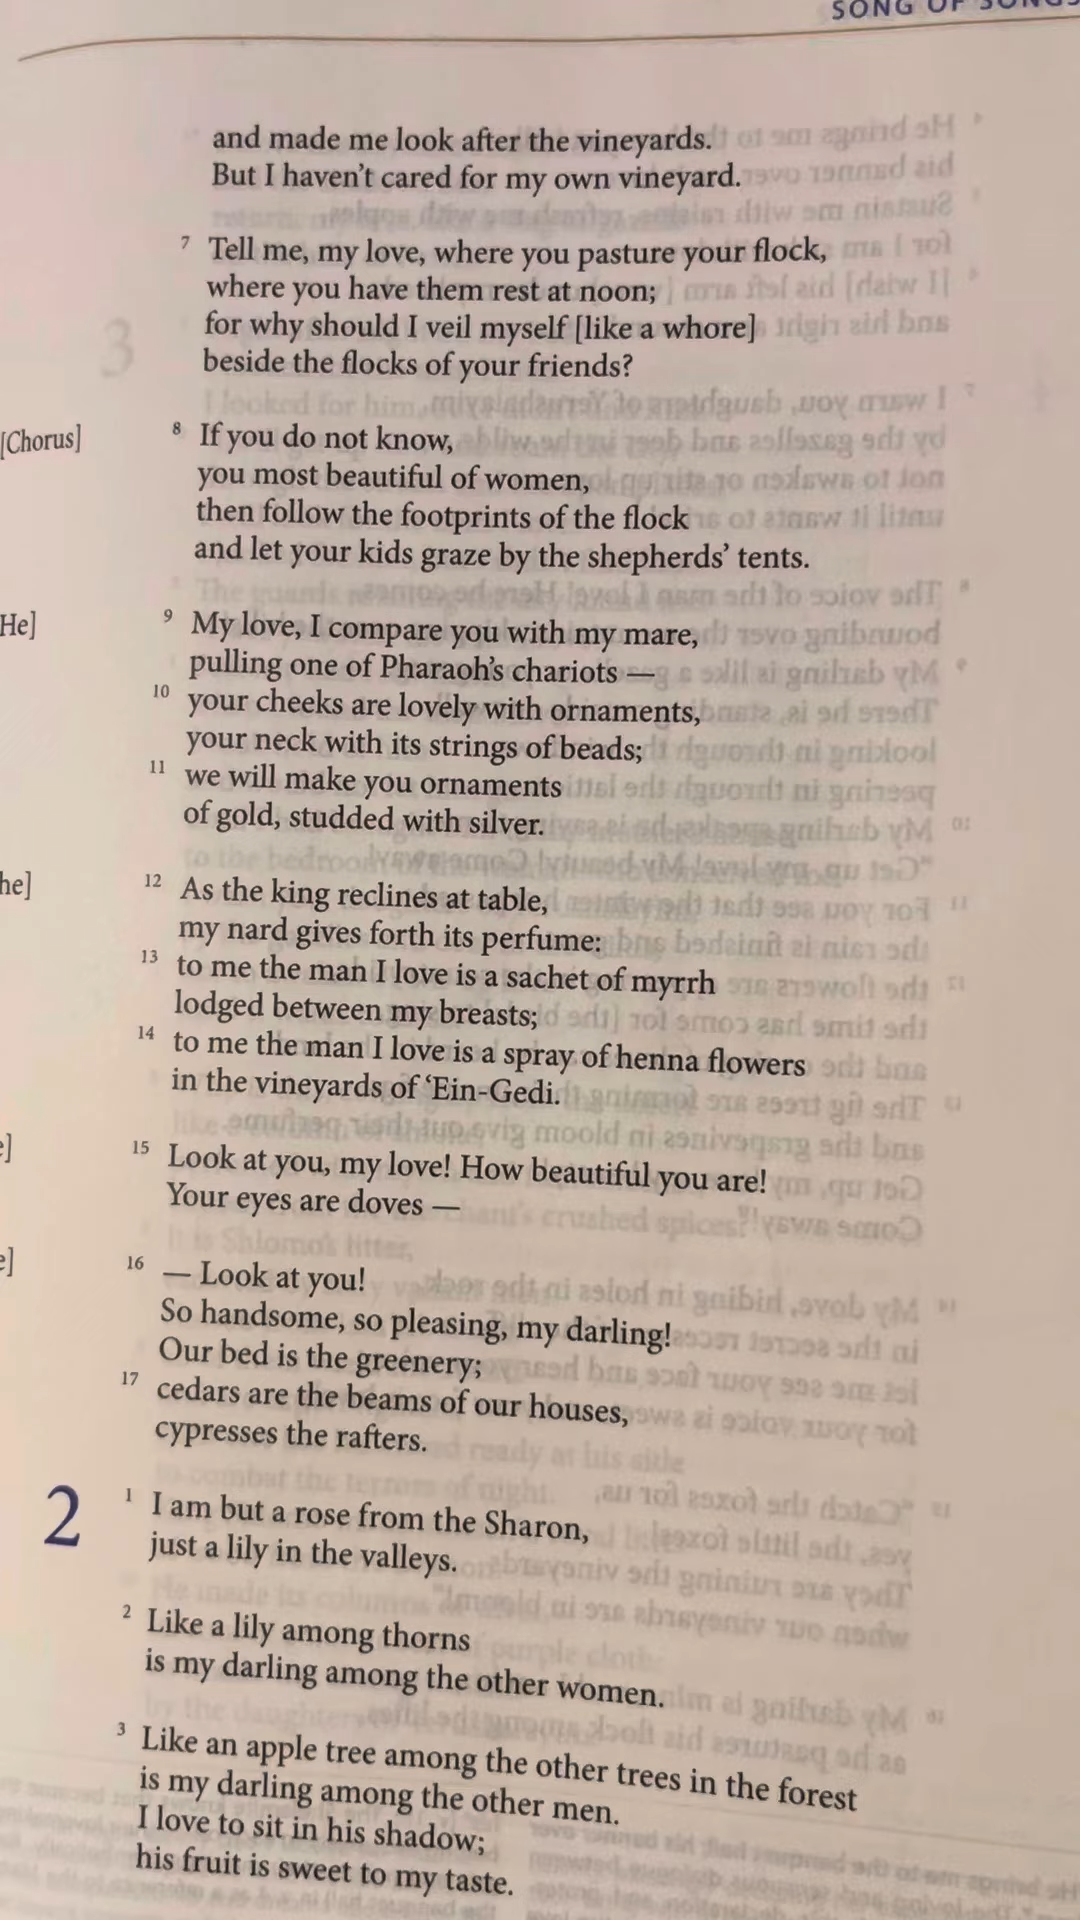 SONG OF SONGS
and made me look after the vineyards.
But I haven't cared for my own vineyard.
7 Tell me, my love, where you pasture your flock,
where you have them rest at noon;
for why should I veil myself [like a whore]
beside the flocks of your friends?
[Chorus] 8 If you do not know,
you most beautiful of women,
then follow the footprints of the flock
and let your kids graze by the shepherds' tents.
He] 9 My love, I compare you with my mare,
pulling one of Pharaoh's chariots —
10 your cheeks are lovely with ornaments,
your neck with its strings of beads;
11 we will make you ornaments
of gold, studded with silver.
he] 12 As the king reclines at table,
my nard gives forth its perfume:
13 to me the man I love is a sachet of myrrh
lodged between my breasts;
14 to me the man I love is a spray of henna flowers
in the vineyards of 'Ein-Gedi.
e] 15 Look at you, my love! How beautiful you are!
Your eyes are doves —
e] 16 — Look at you!
So handsome, so pleasing, my darling!
Our bed is the greenery;
17 cedars are the beams of our houses,
cypresses the rafters.
2 1 I am but a rose from the Sharon,
just a lily in the valleys.
2 Like a lily among thorns
is my darling among the other women.
3 Like an apple tree among the other trees in the forest
is my darling among the other men.
I love to sit in his shadow;
his fruit is sweet to my taste.